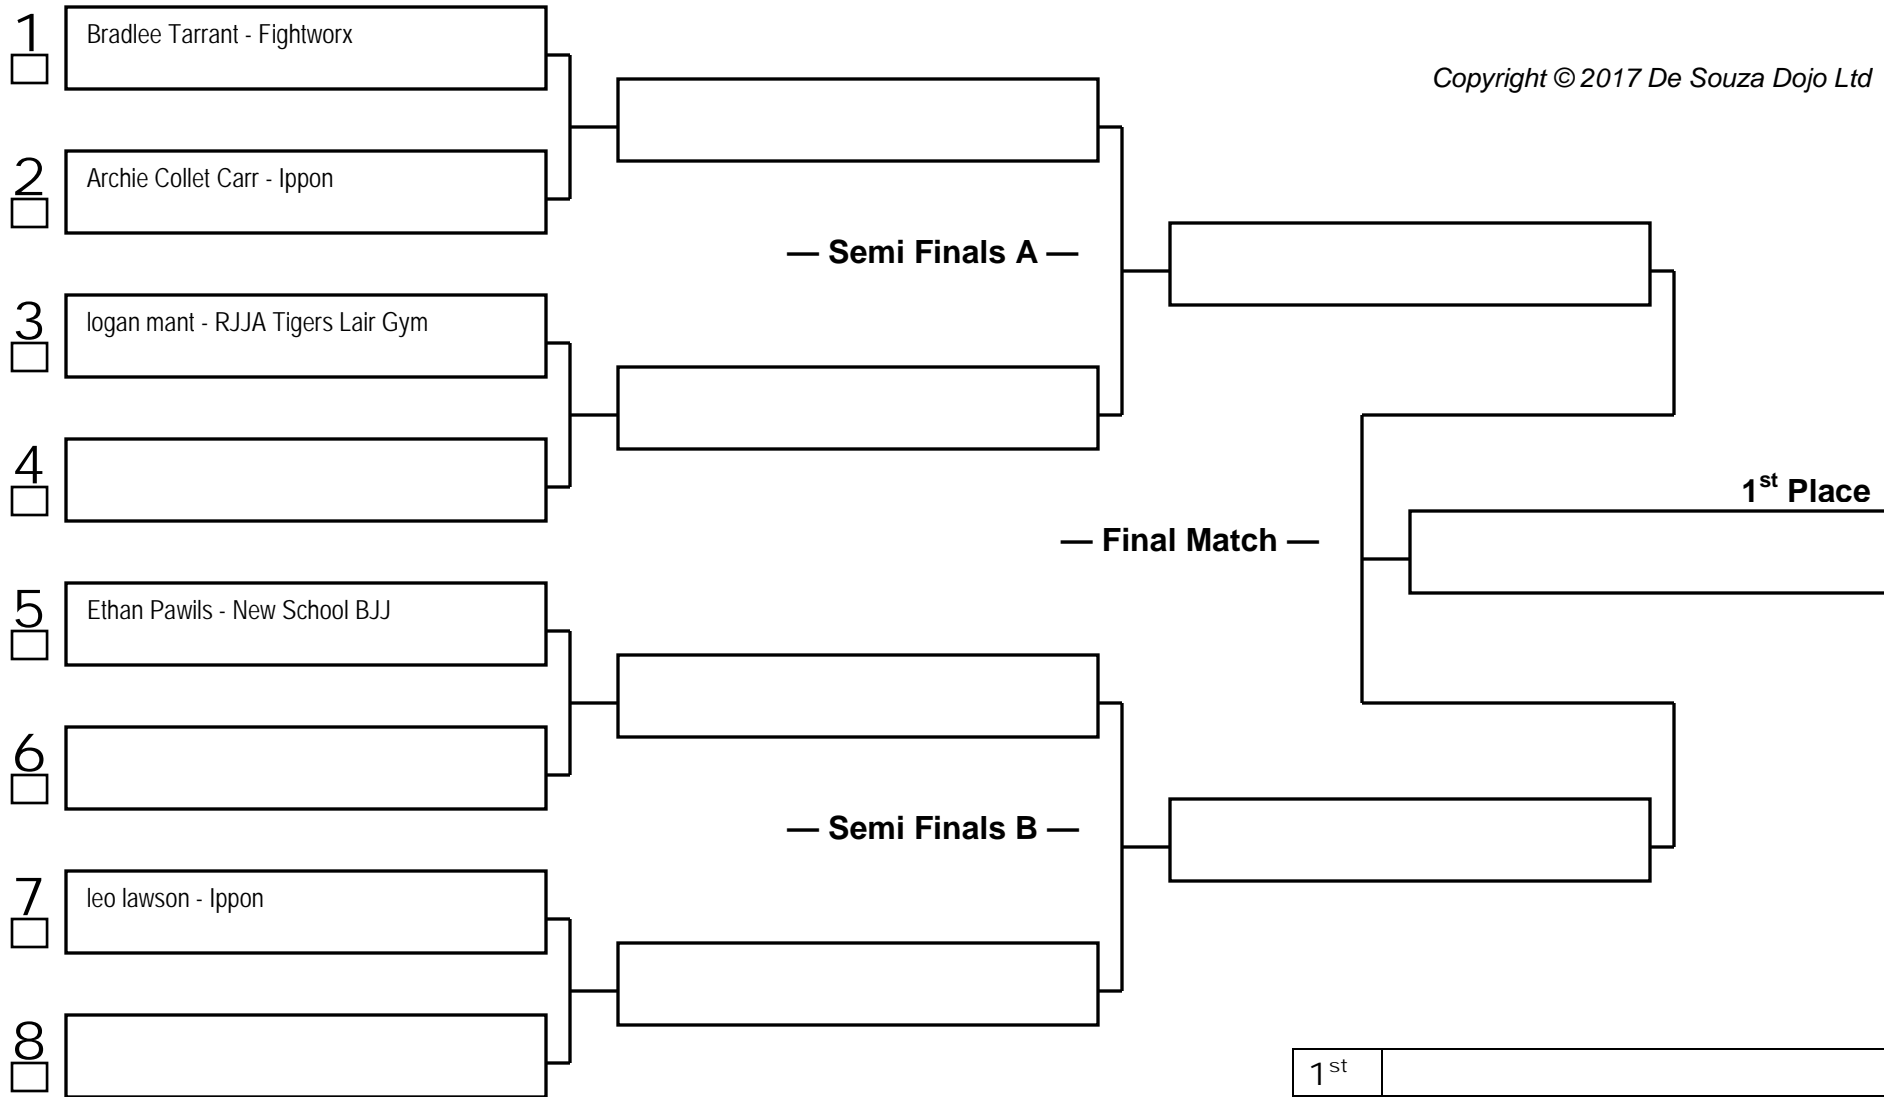 1
Bradlee Tarrant - Fightworx
Copyright © 2017 De Souza Dojo Ltd
2
Archie Collet Carr - Ippon
— Semi Finals A —
3
logan mant - RJJA Tigers Lair Gym
4
1st Place
— Final Match —
5
Ethan Pawils - New School BJJ
6
— Semi Finals B —
7
leo lawson - Ippon
8
1st